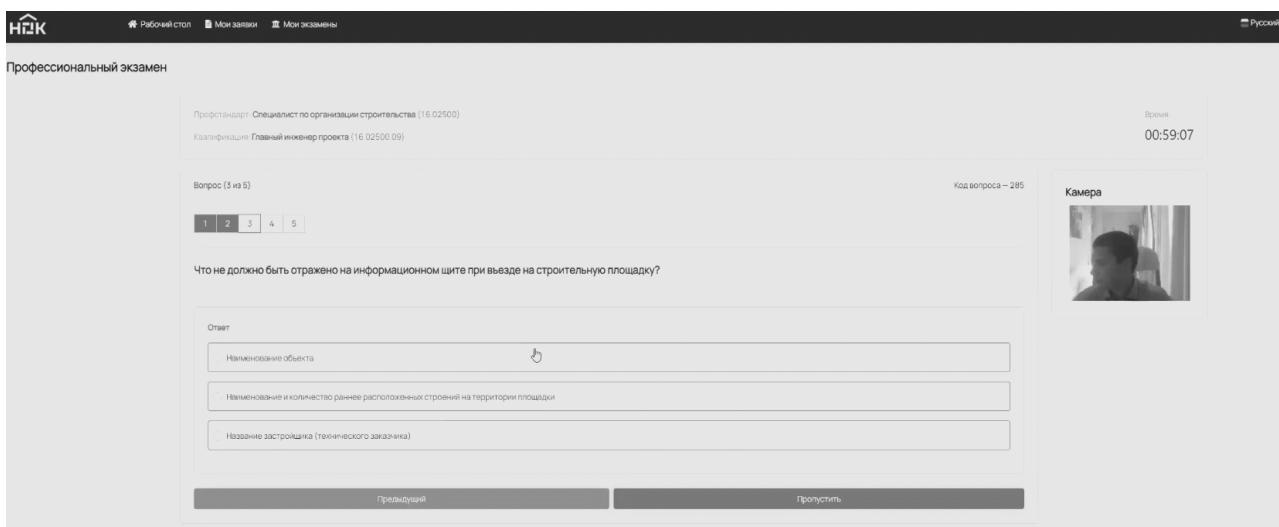 НОК Рабочий стол Мои заявки Мои экзамены Русский
Профессиональный экзамен
Профстандарт: Специалист по организации строительства (16.02500)
Время
Квалификация: Главный инженер проекта (16.02500.09)
00:59:07
Вопрос (3 из 5)
Код вопроса — 285
Камера
1 2 3 4 5
Что не должно быть отражено на информационном щите при въезде на строительную площадку?
Ответ
Наименование объекта
Наименование и количество раннее расположенных строений на территории площадки
Название застройщика (технического заказчика)
Предыдущий
Пропустить